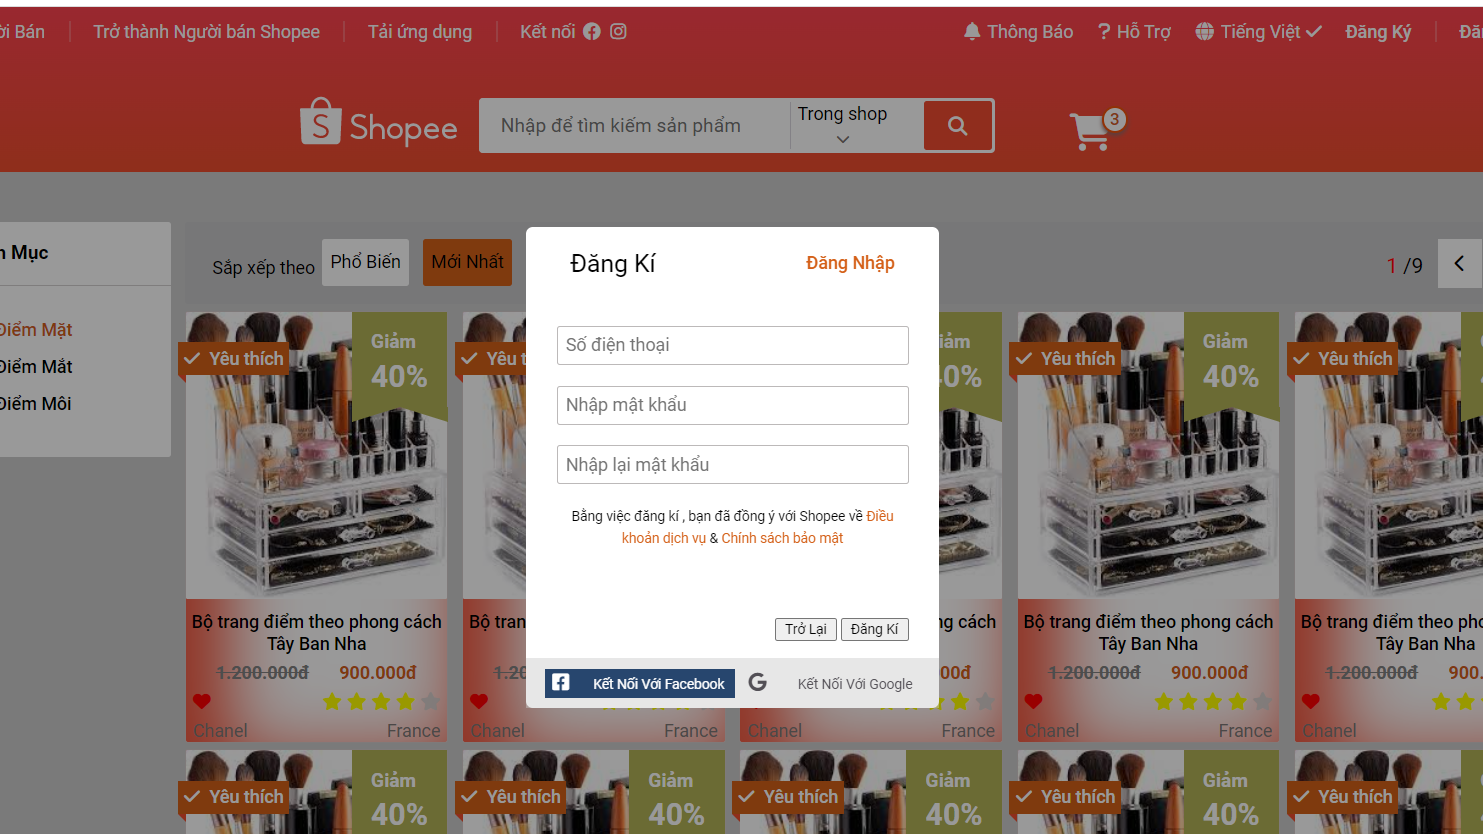 ời Bán
Trở thành Người bán Shopee
Tải ứng dụng
Kết nối
Thông Báo
Hỗ Trợ
Tiếng Việt
Đăng Ký
Shopee
Nhập để tìm kiếm sản phẩm
Trong shop
3
Mục
Sắp xếp theo
Phổ Biến
Mới Nhất
1 /9
Điểm Mặt
Điểm Mắt
Điểm Môi
Đăng Kí
Đăng Nhập
Số điện thoại
Nhập mật khẩu
Nhập lại mật khẩu
Bằng việc đăng kí , bạn đã đồng ý với Shopee về Điều
khoản dịch vụ & Chính sách bảo mật
Trở Lại
Đăng Kí
Kết Nối Với Facebook
Kết Nối Với Google
Yêu thích
Giảm
40%
Bộ trang điểm theo phong cách
Tây Ban Nha
1.200.000đ 900.000đ
Chanel
France
Yêu t
Bộ tran
1.20
Chanel
France
iảm
0%
g cách
00đ
Chanel
France
Yêu thích
Giảm
40%
Bộ trang điểm theo phong cách
Tây Ban Nha
1.200.000đ 900.000đ
Chanel
France
Yêu thích
Bộ trang điểm theo pho
Tây Ban Nha
1.200.000đ 900.
Chanel
Yêu thích
Giảm
40%
Yêu thích
Giảm
40%
Yêu thích
Giảm
40%
Yêu thích
Giảm
40%
Yêu thích